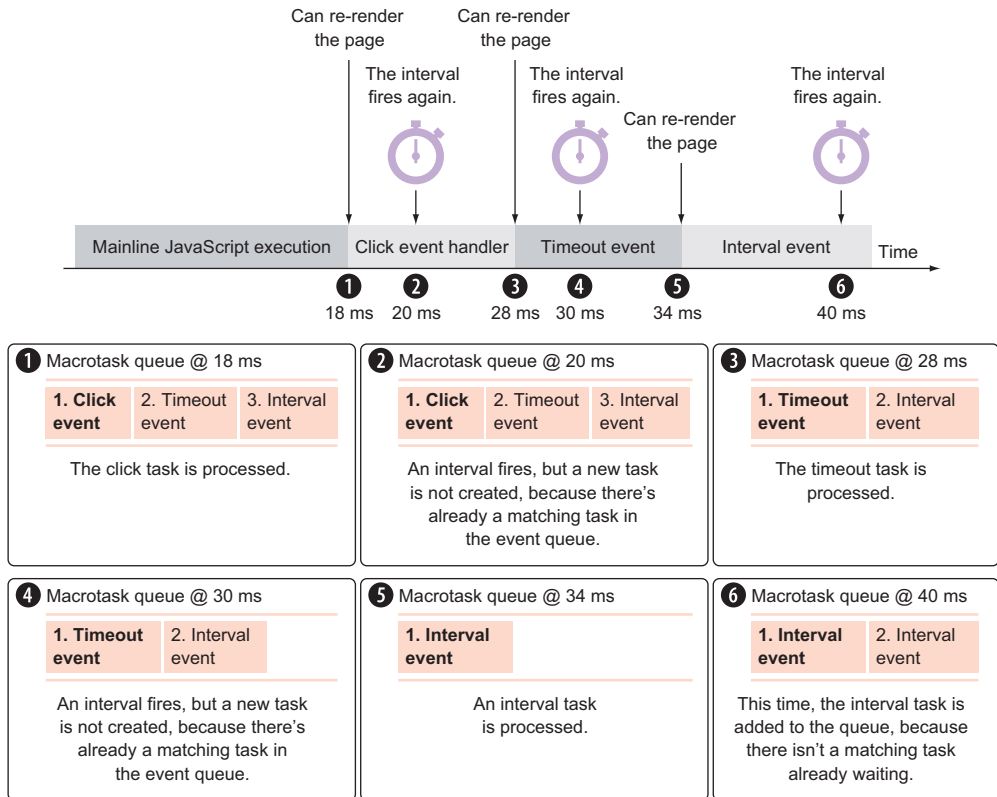 Can re-render
the page
Can re-render
the page
The interval
fires again.
The interval
fires again.
The interval
fires again.
Can re-render
the page
Mainline JavaScript execution
Click event handler
Timeout event
Interval event
Time
1
2
3
4
5
6
18 ms
20 ms
28 ms
30 ms
34 ms
40 ms
1 Macrotask queue @ 18 ms
1. Click
event
2. Timeout
event
3. Interval
event
The click task is processed.
2 Macrotask queue @ 20 ms
1. Click
event
2. Timeout
event
3. Interval
event
An interval fires, but a new task
is not created, because there's
already a matching task in
the event queue.
3 Macrotask queue @ 28 ms
1. Timeout
event
2. Interval
event
The timeout task is
processed.
4 Macrotask queue @ 30 ms
1. Timeout
event
2. Interval
event
An interval fires, but a new task
is not created, because there's
already a matching task in
the event queue.
5 Macrotask queue @ 34 ms
1. Interval
event
An interval task
is processed.
6 Macrotask queue @ 40 ms
1. Interval
event
2. Interval
event
This time, the interval task is
added to the queue, because
there isn't a matching task
already waiting.